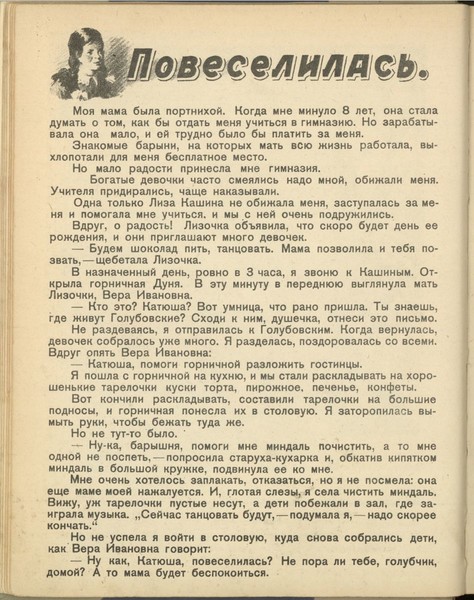 Повеселилась.
Моя мама была портнихой. Когда мне минуло 8 лет, она стала
думать о том, как бы отдать меня учиться в гимназию. Но зарабаты-
вала она мало, и ей трудно было бы платить за меня.
Знакомые барыни, на которых мать всю жизнь работала, вы-
хлопотали для меня бесплатное место.
Но мало радости принесла мне гимназия.
Богатые девочки часто смеялись надо мной, обижали меня.
Учителя придирались, чаще наказывали.
Одна только Лиза Кашина не обижала меня, заступалась за ме-
ня и помогала мне учиться. и мы с ней очень подружились.
Вдруг, о радость! Лизочка объявила, что скоро будет день ее
рождения, и они приглашают много девочек.
— Будем шоколад пить, танцовать. Мама позволила и тебя по-
звать,—щебетала Лизочка.
В назначенный день, ровно в 3 часа, я звоню к Кашиным. От-
крыла горничная Дуня. В эту минуту в переднюю выглянула мать
Лизочки, Вера Ивановна.
— Кто это? Катюша? Вот умница, что рано пришла. Ты знаешь,
где живут Голубовские? Сходи к ним, душечка, отнеси это письмо.
Не раздеваясь, я отправилась к Голубовским. Когда вернулась,
девочек собралось уже много. Я разделась, поздоровалась со всеми.
Вдруг опять Вера Ивановна:
— Катюша, помоги горничной разложить гостинцы.
Я пошла с горничной на кухню, и мы стали раскладывать на хоро-
шенькие тарелочки куски торта, пирожное, печенье, конфеты.
Вот кончили раскладывать, составили тарелочки на большие
подносы, и горничная понесла их в столовую. Я заторопилась вы-
мыть руки, чтобы бежать туда же.
Но не тут-то было.
— Ну-ка, барышня, помоги мне миндаль почистить, а то мне
одной не поспеть,—попросила старуха-кухарка и, обкатив кипятком
миндаль в большой кружке, подвинула ее ко мне.
Мне очень хотелось заплакать, отказаться, но я не посмела: она
еще маме моей нажалуется. И, глотая слезы, я села чистить миндаль.
Вижу, уж тарелочки пустые несут, а дети побежали в зал, где за-
играла музыка. „Сейчас танцовать будут,—подумала я,—надо скорее
кончать.“
Но не успела я войти в столовую, куда снова собрались дети,
как Вера Ивановна говорит:
— Ну как, Катюша, повеселилась? Не пора ли тебе, голубчик,
домой? А то мама будет беспокоиться.